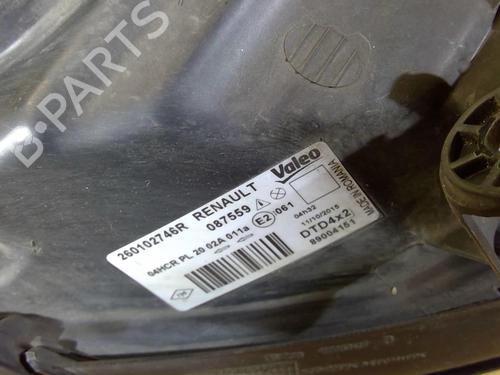 B-PARTS
260102746R RENAULT
087559
Valeo
04HCR PL 20 02A 011a
E2
061
04h32
11/10/2015
DTD4x2
89004151
MADE IN ROMANIA